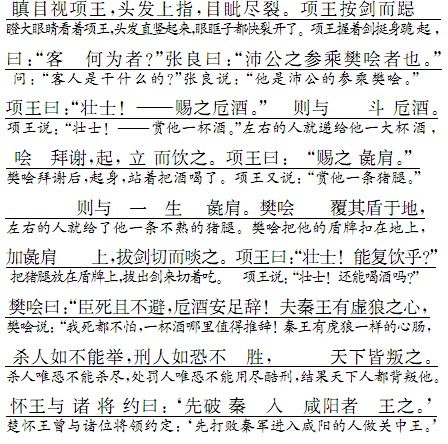 瞋目视项王，头发上指，目眦尽裂。项王按剑而跽
瞪大眼睛看着项王，头发直竖起来，眼眶子都快裂开了。项王握着剑挺身跪起，
曰：“客　何为者？”张良曰：“沛公之参乘樊哙者也。”
问：“客人是干什么的？”张良说：“他是沛公的参乘樊哙。”
项王曰：“壮士！——赐之卮酒。”　则与　斗　卮酒。
项王说：“壮士！——赏他一杯酒。”左右的人就递给他一大杯酒，
哙　拜谢，起，立　而饮之。项王曰：“赐之　彘肩。”
樊哙拜谢后，起身，站着把酒喝了。项王又说：“赏他一条猪腿。”
则与　一　生　彘肩。樊哙　覆其盾于地，
左右的人就给了他一条不熟的猪腿。樊哙把他的盾牌扣在地上，
加彘肩　上，拔剑切而啖之。项王曰：“壮士！能复饮乎？”
把猪腿放在盾牌上，拔出剑来切着吃。　项王说：“壮士！还能喝酒吗？”
樊哙曰：“臣死且不避，卮酒安足辞！夫秦王有虎狼之心，
樊哙说：“我死都不怕，一杯酒哪里值得推辞！秦王有虎狼一样的心肠，
杀人如不能举，刑人如恐不　胜，　天下皆叛之。
杀人唯恐不能杀尽，处罚人唯恐不能用尽酷刑，结果天下人都背叛他。
怀王与　诸　将　约曰：‘先破　秦　入　咸阳者　王之。’
楚怀王曾与诸位将领约定：‘先打败秦军进入咸阳的人做关中王。’